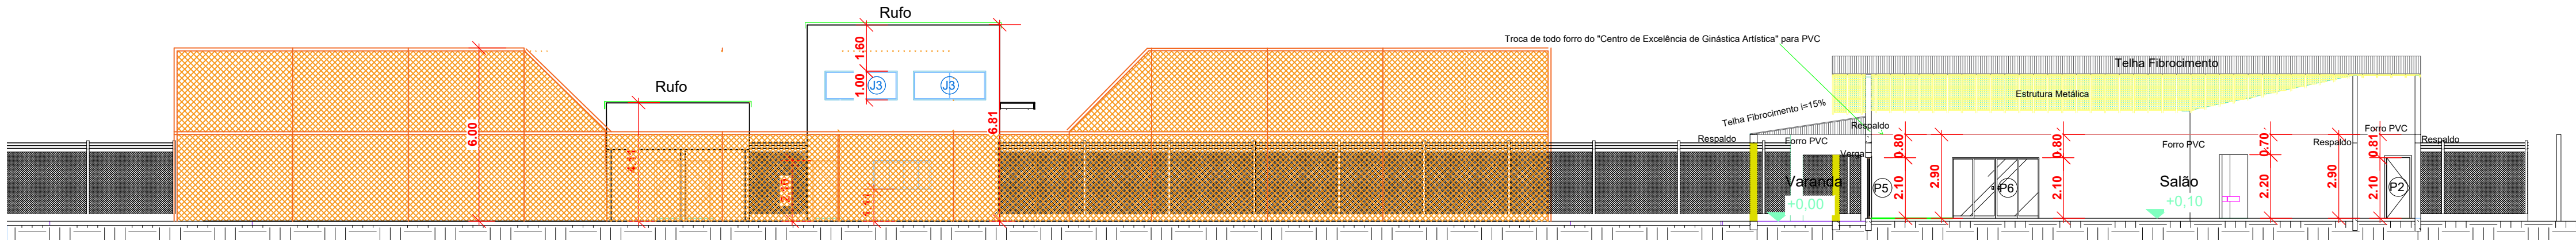 Rufo
Rufo
1.60
1.00
J3
J3
6.00
4.11
6.81
2.10
1.11
Troca de todo forro do "Centro de Excelência de Ginástica Artística" para PVC
Telha Fibrocimento
Estrutura Metálica
Telha Fibrocimento i=15%
Respaldo
Respaldo
Forro PVC
Verga
Forro PVC
Respaldo
Forro PVC
Respaldo
0.80
2.10
2.90
0.80
2.10
0.70
2.20
2.90
0.81
2.10
P5
P6
P2
Varanda
+0,00
Salão
+0,10